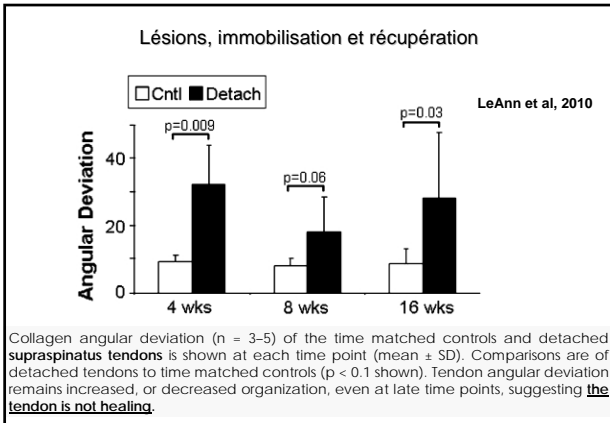 Lésions, immobilisation et récupération
Cntl Detach
LeAnn et al, 2010
p=0.009
p=0.06
p=0.03
Angular Deviation
40
20
0
4 wks 8 wks 16 wks
Collagen angular deviation (n = 3–5) of the time matched controls and detached
supraspinatus tendons is shown at each time point (mean ± SD). Comparisons are of
detached tendons to time matched controls (p < 0.1 shown). Tendon angular deviation
remains increased, or decreased organization, even at late time points, suggesting the
tendon is not healing.